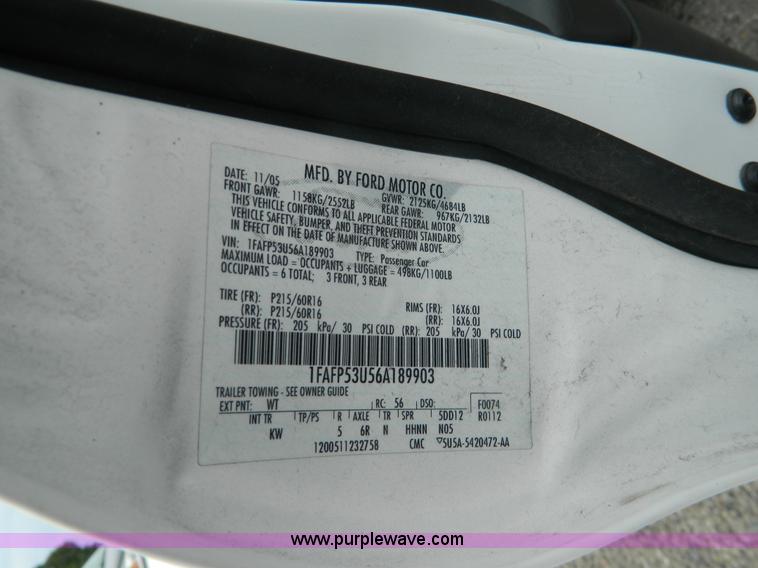 DATE: 11/05 MFD. BY FORD MOTOR CO.
FRONT GAWR: 1158KG/2552LB GVWR: 2125KG/4684LB
REAR GAWR: 967KG/2132LB
THIS VEHICLE CONFORMS TO ALL APPLICABLE FEDERAL MOTOR
VEHICLE SAFETY, BUMPER, AND THEFT PREVENTION STANDARDS
IN EFFECT ON THE DATE OF MANUFACTURE SHOWN ABOVE.
VIN: 1FAFP53U56A189903 TYPE: Passenger Car
MAXIMUM LOAD = OCCUPANTS + LUGGAGE = 498KG/1100LB
OCCUPANTS = 6 TOTAL; 3 FRONT, 3 REAR
TIRE (FR): P215/60R16 RIMS (FR): 16X6.0J
(RR): P215/60R16 (RR): 16X6.0J
PRESSURE (FR): 205 kPa/ 30 PSI COLD (RR): 205 kPa/ 30 PSI COLD
1FAFP53U56A189903
TRAILER TOWING - SEE OWNER GUIDE
EXT PNT: WT RC: 56 DSO: F0074
INT TR TP/PS R AXLE TR SPR 5DD12 R0112
KW 5 6R N HHNN N05
1200511232758 CMC ▽5U5A-5420472-AA
www.purplewave.com